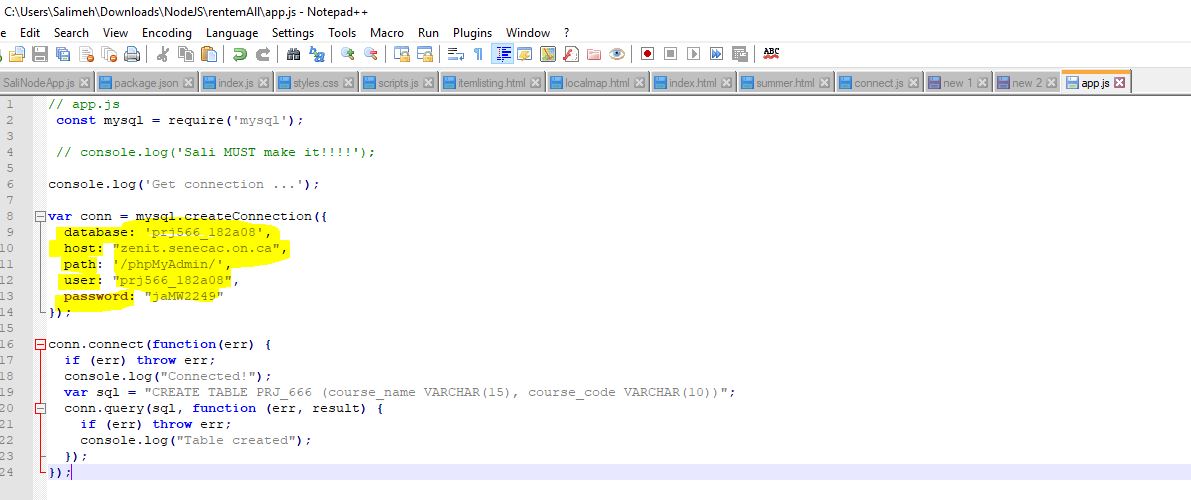 C:\Users\Salimeh\Downloads\NodeJS\rentemAll\app.js - Notepad++
Edit Search View Encoding Language Settings Tools Macro Run Plugins Window ?
ABC
SaliNodeApp.js package.json index.js styles.css scripts.js itemlisting.html localmap.html index.html summer.html connect.js new 1 new 2 app.js
1 // app.js
2 const mysql = require('mysql');
3
4 // console.log('Sali MUST make it!!!!');
5
6 console.log('Get connection ...');
7
8 var conn = mysql.createConnection({
9 database: 'prj566_182a08',
10 host: "zenit.senecac.on.ca",
11 path: '/phpMyAdmin/',
12 user: "prj566_182a08",
13 password: "jaMW2249"
14 });
15
16 conn.connect(function(err) {
17 if (err) throw err;
18 console.log("Connected!");
19 var sql = "CREATE TABLE PRJ_666 (course_name VARCHAR(15), course_code VARCHAR(10))";
20 conn.query(sql, function (err, result) {
21 if (err) throw err;
22 console.log("Table created");
23 });
24 });